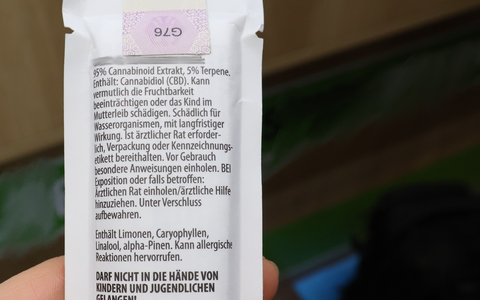 G76
95% Cannabinoid Extrakt, 5% Terpene.
Enthält: Cannabidiol (CBD). Kann
vermutlich die Fruchtbarkeit
beeinträchtigen oder das Kind im
Mutterleib schädigen. Schädlich für
Wasserorganismen, mit langfristiger
Wirkung. Ist ärztlicher Rat erforder-
lich, Verpackung oder Kennzeichnungs-
etikett bereithalten. Vor Gebrauch
besondere Anweisungen einholen. BEI
Exposition oder falls betroffen:
Ärztlichen Rat einholen/ärztliche Hilfe
hinzuziehen. Unter Verschluss
aufbewahren.
Enthält Limonen, Caryophyllen,
Linalool, alpha-Pinen. Kann allergische
Reaktionen hervorrufen.
DARF NICHT IN DIE HÄNDE VON
KINDERN UND JUGENDLICHEN
GELANGEN!